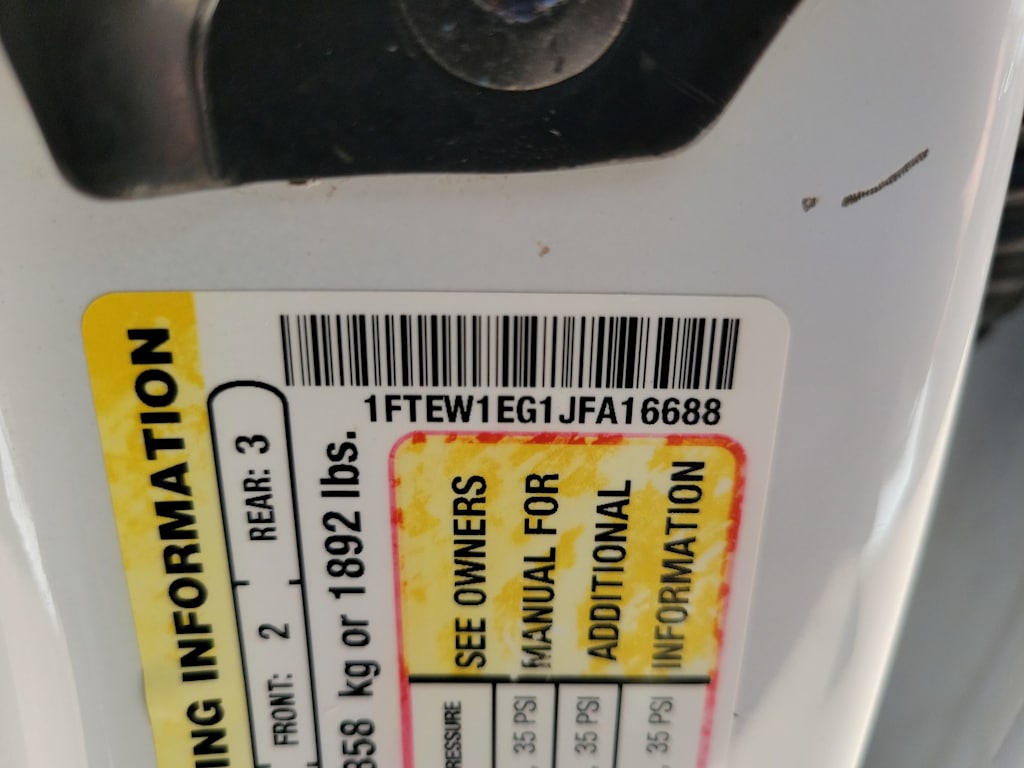 1FTEW1EG1JFA16688
ING INFORMATION
FRONT: 2 REAR: 3
858 kg or 1892 lbs.
SEE OWNERS
MANUAL FOR
ADDITIONAL
INFORMATION
RESSURE
35 PSI
35 PSI
35 PSI